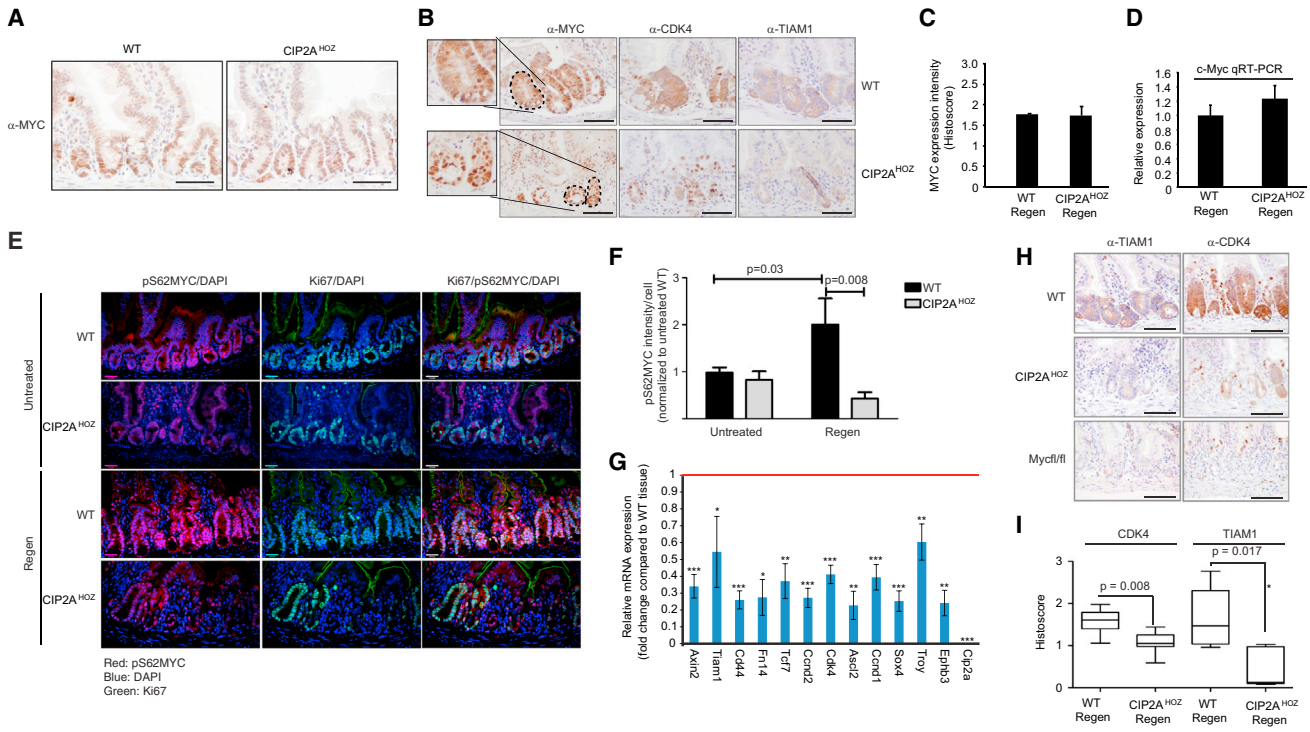 A
WT
CIP2A HOZ
α-MYC
B
α-MYC
α-CDK4
α-TIAM1
WT
CIP2A HOZ
C
MYC expression intensity
(Histoscore)
3.0
2.5
2.0
1.5
1
0.5
0
WT
Regen
CIP2A HOZ
Regen
D
c-Myc qRT-PCR
Relative expression
1.6
1.4
1.2
1.0
0.8
0.6
0.4
0.2
0.0
WT
Regen
CIP2A HOZ
Regen
E
pS62MYC/DAPI
Ki67/DAPI
Ki67/pS62MYC/DAPI
Untreated
WT
CIP2A HOZ
Regen
WT
CIP2A HOZ
Red: pS62MYC
Blue: DAPI
Green: Ki67
F
pS62MYC intensity/cell
(normalized to untreated WT)
3
2
1
p=0.03
p=0.008
WT
CIP2A HOZ
Untreated
Regen
G
Relative mRNA expression
(fold change compared to WT tissue)
1
0.9
0.8
0.7
0.6
0.5
0.4
0.3
0.2
0.1
0
*** * *** * ** *** *** ** *** *** ** ** ***
Axin2
Tiam1
Cd44
Fn14
Tcf7
Ccnd2
Cdk4
Ascl2
Ccnd1
Sox4
Troy
Ephb3
Cip2a
H
α-TIAM1
α-CDK4
WT
CIP2A HOZ
Mycfl/fl
I
CDK4
TIAM1
p = 0.008
p = 0.017
*
Histoscore
3
2
1
0
WT
Regen
CIP2A HOZ
Regen
WT
Regen
CIP2A HOZ
Regen